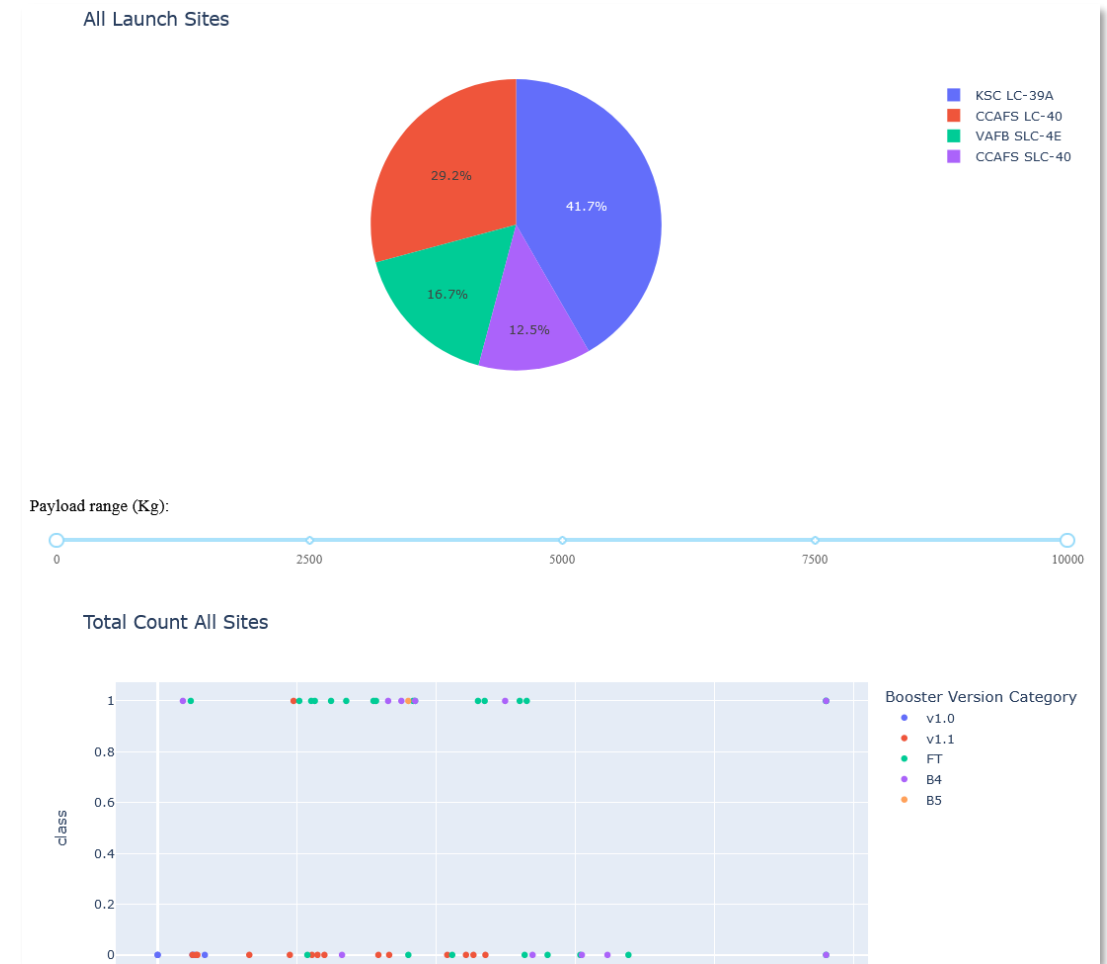 All Launch Sites
KSC LC-39A
CCAFS LC-40
VAFB SLC-4E
CCAFS SLC-40
29.2%
41.7%
16.7%
12.5%
Payload range (Kg):
0 2500 5000 7500 10000
Total Count All Sites
class
1
0.8
0.6
0.4
0.2
0
Booster Version Category
v1.0
v1.1
FT
B4
B5